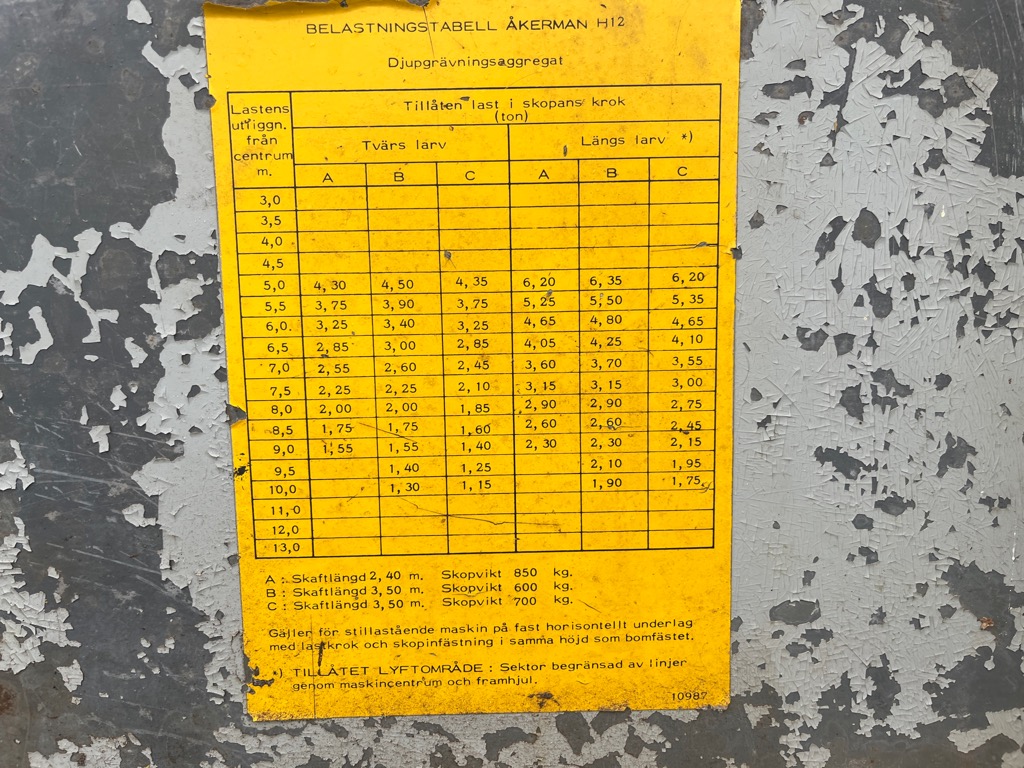 BELASTNINGSTABELL ÅKERMAN H12
Djupgrävningsaggregat
Lastens utliggn. från centrum m.
Tillåten last i skopans krok
(ton)
Tvärs larv Längs larv *)
A B C A B C
3,0
3,5
4,0
4,5
5,0 4,30 4,50 4,35 6,20 6,35 6,20
5,5 3,75 3,90 3,75 5,25 5,50 5,35
6,0 3,25 3,40 3,25 4,65 4,80 4,65
6,5 2,85 3,00 2,85 4,05 4,25 4,10
7,0 2,55 2,60 2,45 3,60 3,70 3,55
7,5 2,25 2,25 2,10 3,15 3,15 3,00
8,0 2,00 2,00 1,85 2,90 2,90 2,75
8,5 1,75 1,75 1,60 2,60 2,60 2,45
9,0 1,55 1,55 1,40 2,30 2,30 2,15
9,5 1,40 1,25 2,10 1,95
10,0 1,30 1,15 1,90 1,75
11,0
12,0
13,0
A : Skaftlängd 2,40 m. Skopvikt 850 kg.
B : Skaftlängd 3,50 m. Skopvikt 600 kg.
C : Skaftlängd 3,50 m. Skopvikt 700 kg.
Gäller för stillastående maskin på fast horisontellt underlag
med lastkrok och skopinfästning i samma höjd som bomfästet.
) TILLÅTET LYFTOMRÅDE : Sektor begränsad av linjer
genom maskincentrum och framhjul.
10987